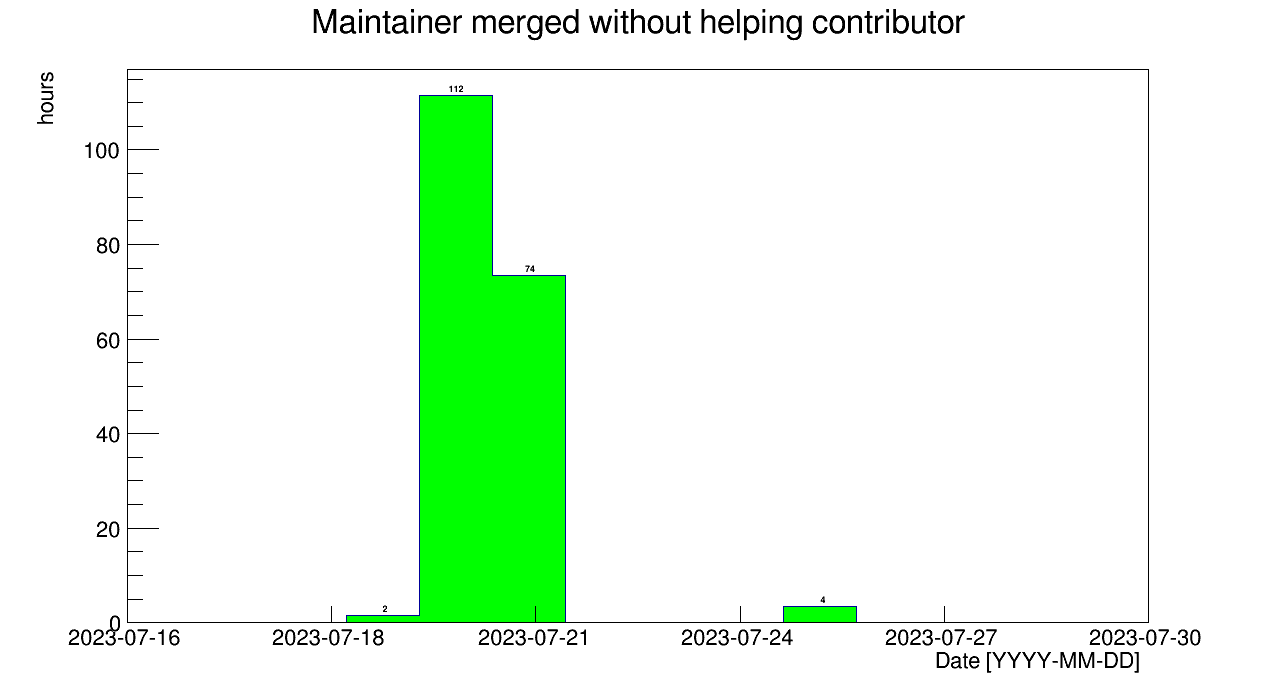 Maintainer merged without helping contributor
hours
112
100
80
74
60
40
20
4
2
0
2023-07-16 2023-07-18 2023-07-21 2023-07-24 2023-07-27 2023-07-30
Date [YYYY-MM-DD]